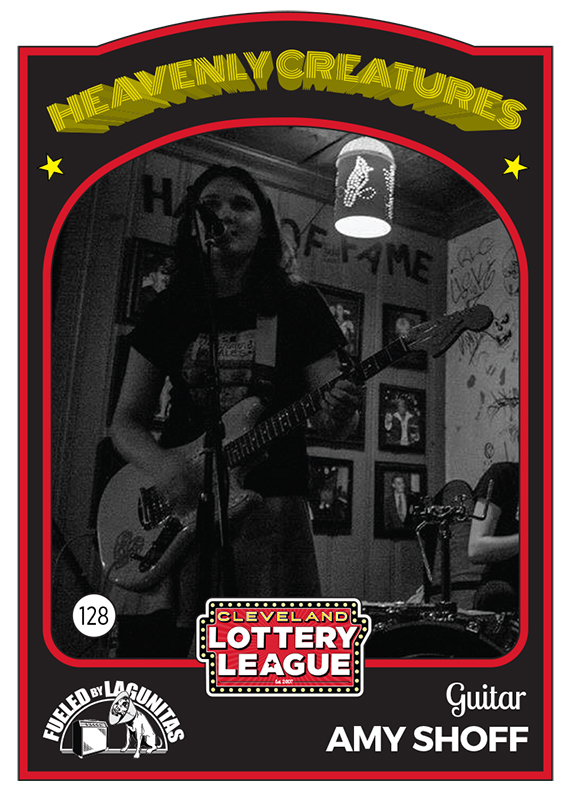 HEAVENLY CREATURES
HALL OF FAME
128
CLEVELAND
LOTTERY
LEAGUE
Est. 2007
FUELED BY LAGUNITAS
Guitar
AMY SHOFF